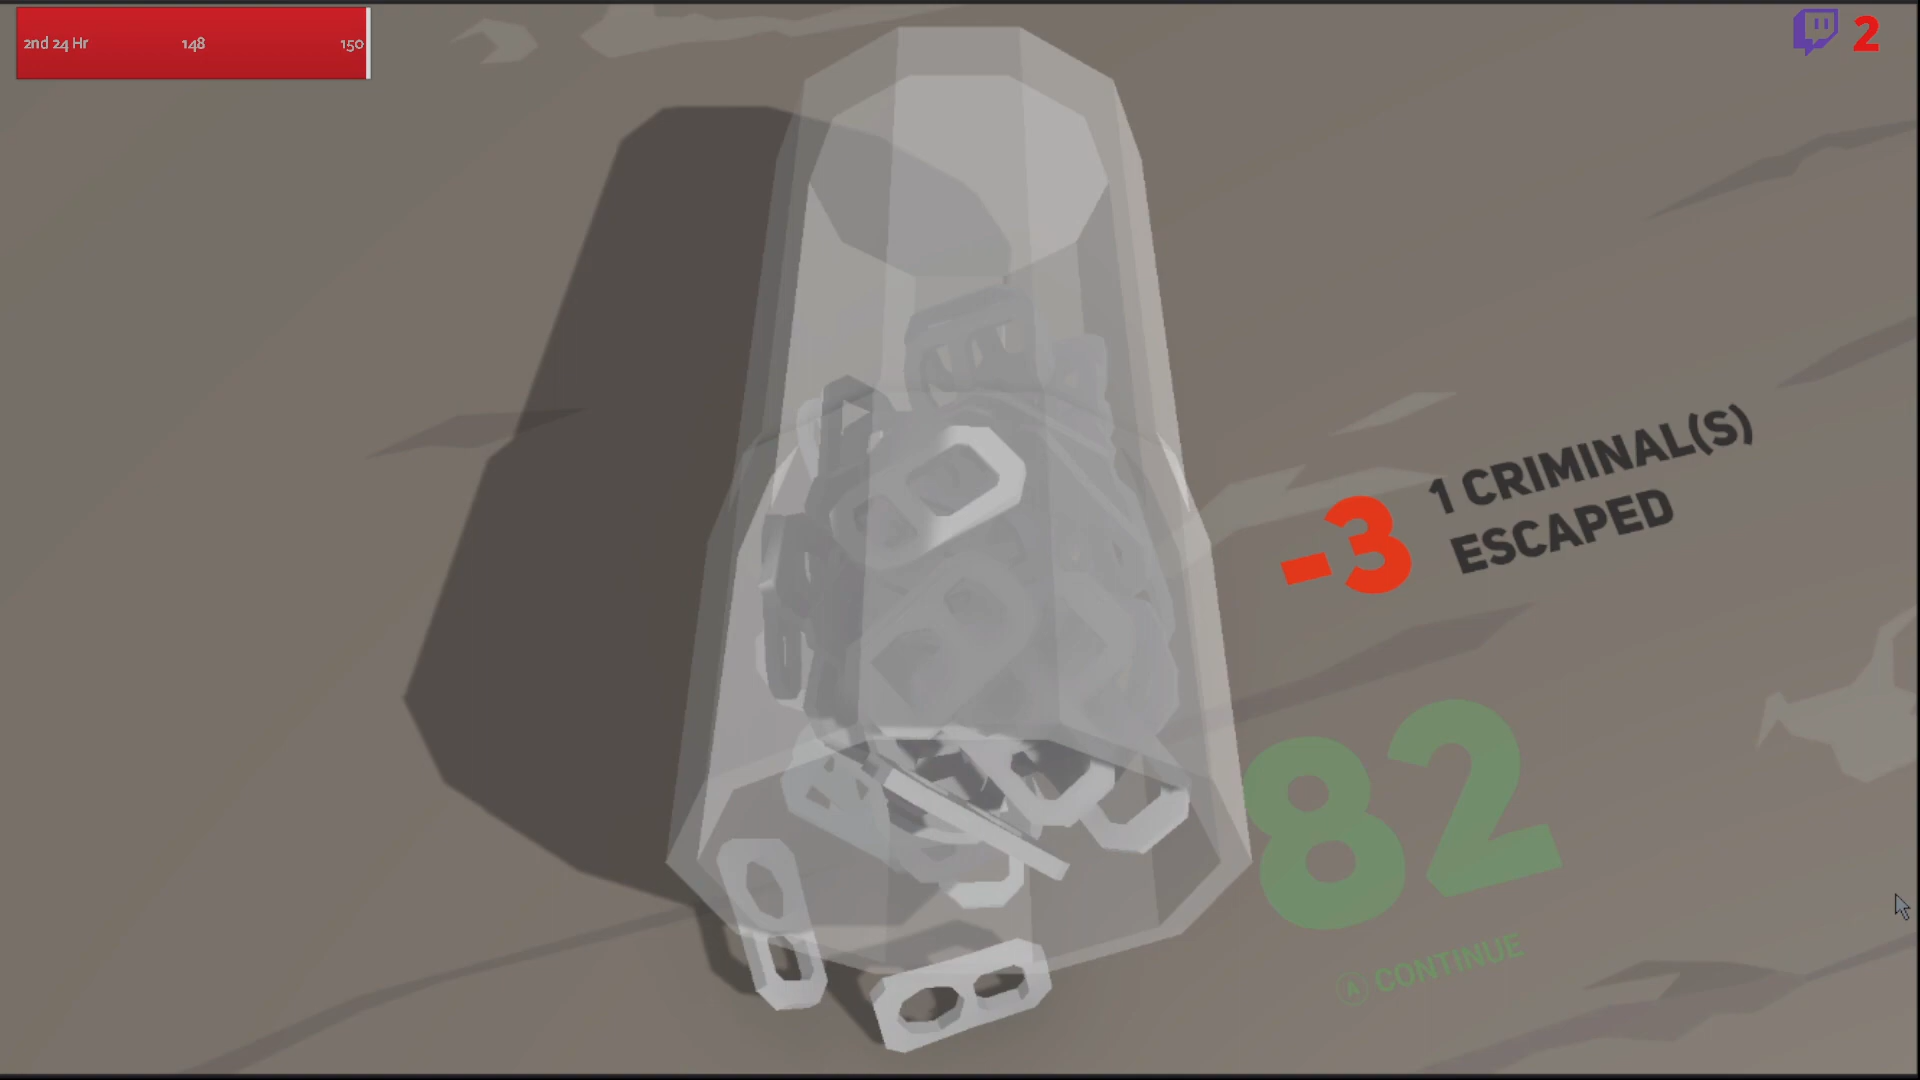 2nd 24 Hr 148 150
2
1 CRIMINAL(S)
-3 ESCAPED
82
A CONTINUE